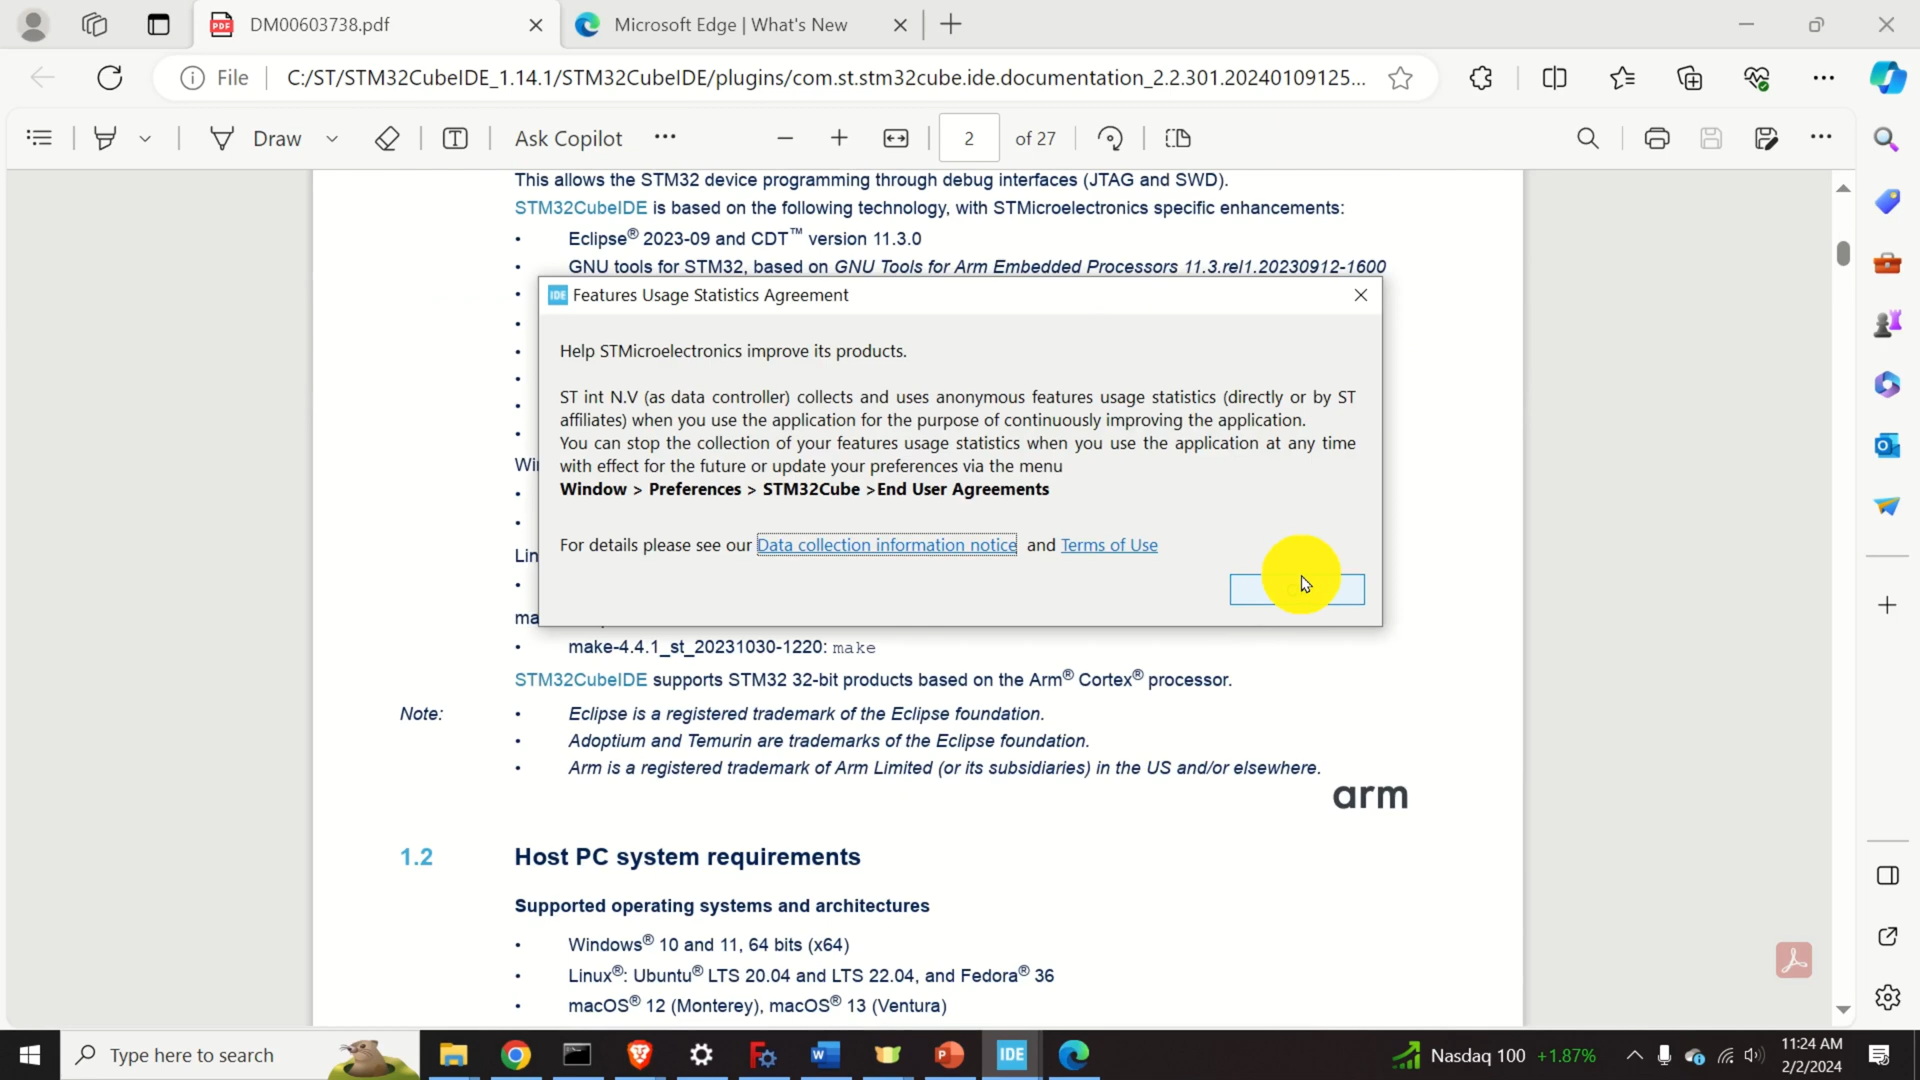 DM00603738.pdf
Microsoft Edge | What's New
File
C:/ST/STM32CubeIDE_1.14.1/STM32CubeIDE/plugins/com.st.stm32cube.ide.documentation_2.2.301.20240109125...
Draw
Ask Copilot
2 of 27
This allows the STM32 device programming through debug interfaces (JTAG and SWD).
STM32CubeIDE is based on the following technology, with STMicroelectronics specific enhancements:
• Eclipse® 2023-09 and CDT™ version 11.3.0
• GNU tools for STM32, based on GNU Tools for Arm Embedded Processors 11.3.rel1.20230912-1600
IDE Features Usage Statistics Agreement
Help STMicroelectronics improve its products.
ST int N.V (as data controller) collects and uses anonymous features usage statistics (directly or by ST
affiliates) when you use the application for the purpose of continuously improving the application.
You can stop the collection of your features usage statistics when you use the application at any time
with effect for the future or update your preferences via the menu
Window > Preferences > STM32Cube >End User Agreements
For details please see our Data collection information notice and Terms of Use
• make-4.4.1_st_20231030-1220: make
STM32CubeIDE supports STM32 32-bit products based on the Arm® Cortex® processor.
Note: • Eclipse is a registered trademark of the Eclipse foundation.
• Adoptium and Temurin are trademarks of the Eclipse foundation.
• Arm is a registered trademark of Arm Limited (or its subsidiaries) in the US and/or elsewhere.
arm
1.2 Host PC system requirements
Supported operating systems and architectures
• Windows® 10 and 11, 64 bits (x64)
• Linux®: Ubuntu® LTS 20.04 and LTS 22.04, and Fedora® 36
• macOS® 12 (Monterey), macOS® 13 (Ventura)
Type here to search
IDE
Nasdaq 100 +1.87%
11:24 AM
2/2/2024